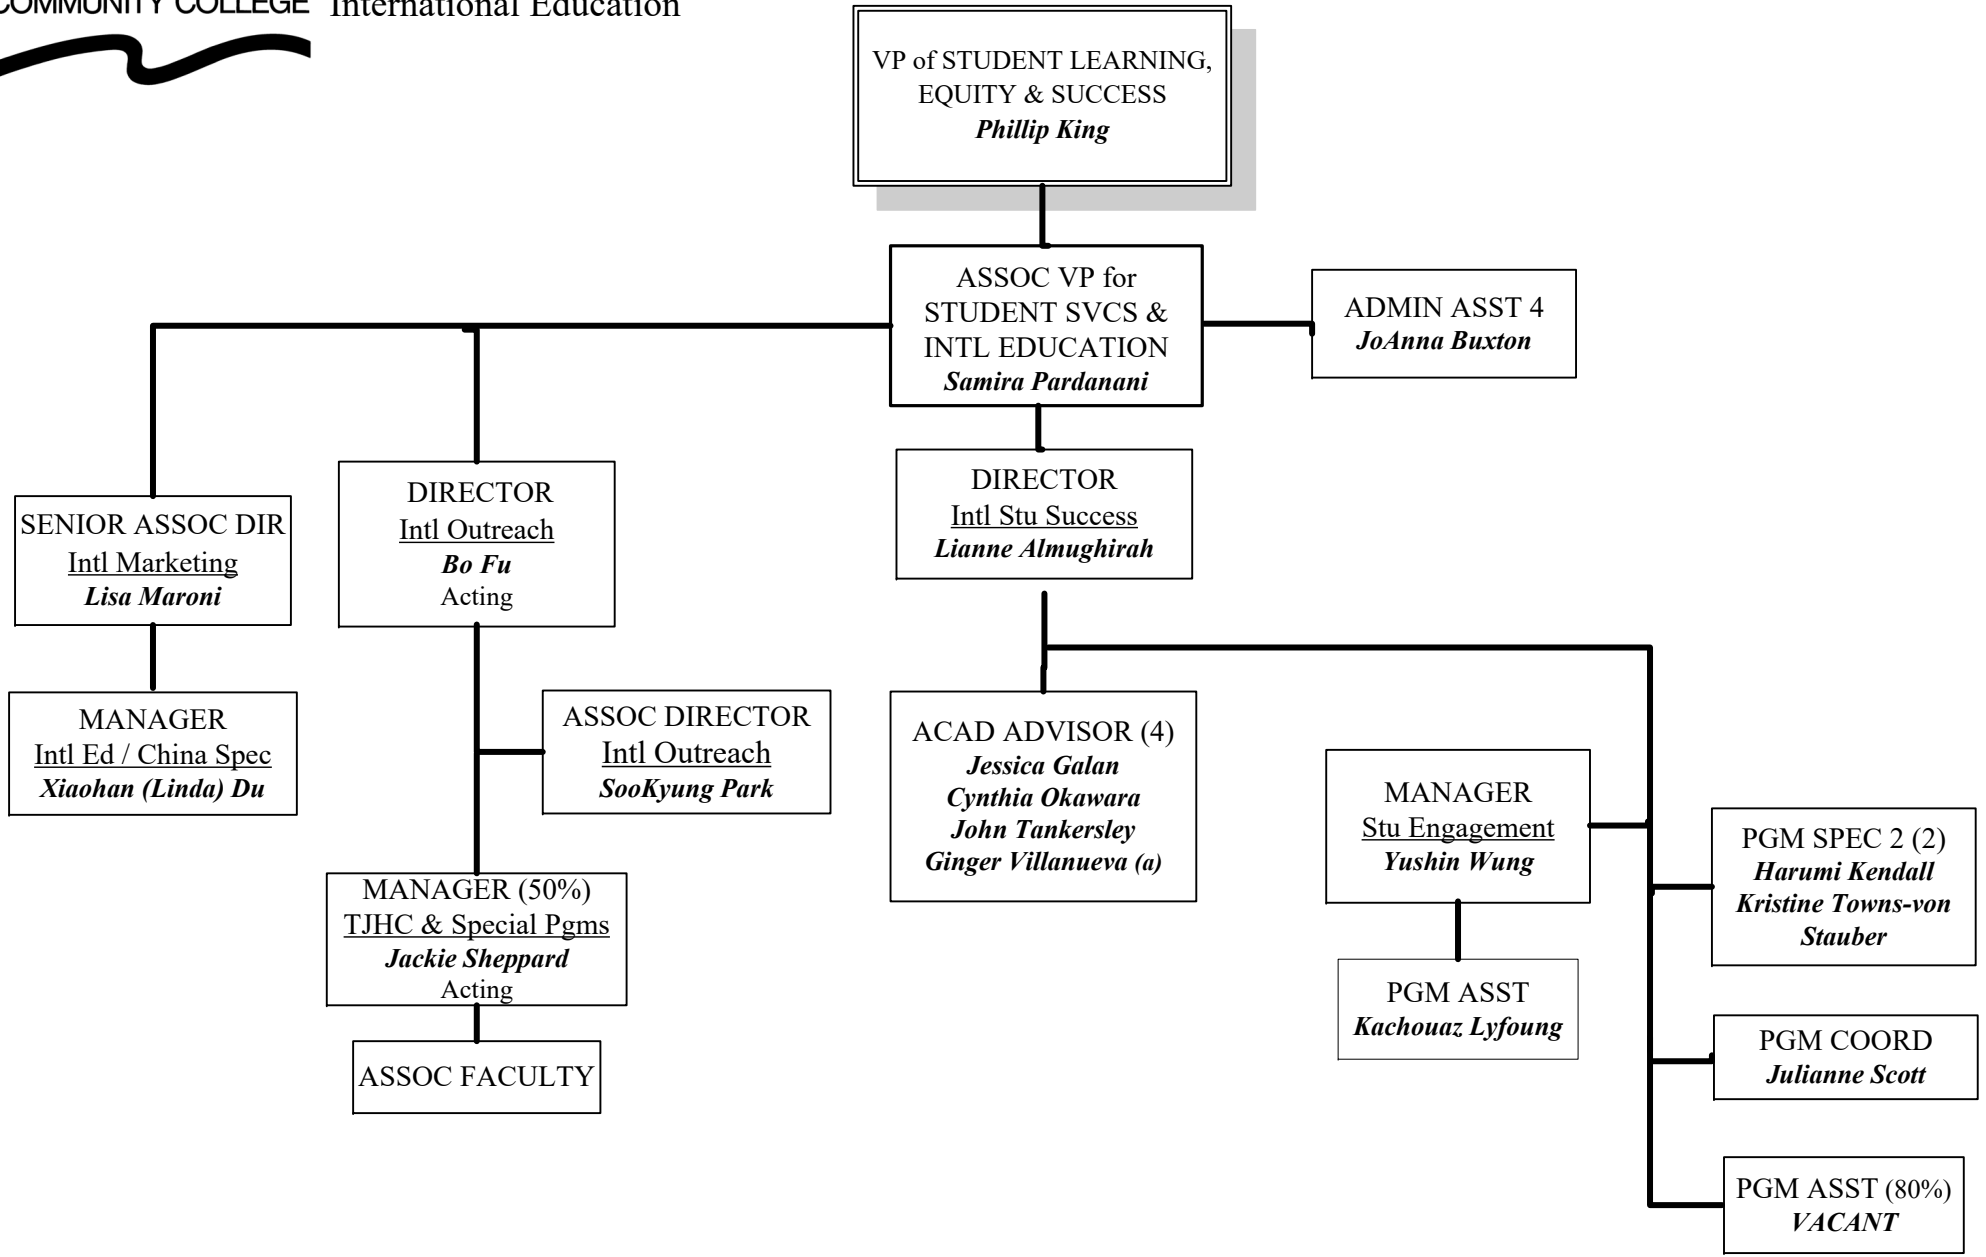 COMMUNITY COLLEGE International Education
VP of STUDENT LEARNING,
EQUITY & SUCCESS
Phillip King
ASSOC VP for
STUDENT SVCS &
INTL EDUCATION
Samira Pardanani
ADMIN ASST 4
JoAnna Buxton
SENIOR ASSOC DIR
Intl Marketing
Lisa Maroni
DIRECTOR
Intl Outreach
Bo Fu
Acting
DIRECTOR
Intl Stu Success
Lianne Almughirah
MANAGER
Intl Ed / China Spec
Xiaohan (Linda) Du
ASSOC DIRECTOR
Intl Outreach
SooKyung Park
ACAD ADVISOR (4)
Jessica Galan
Cynthia Okawara
John Tankersley
Ginger Villanueva (a)
MANAGER
Stu Engagement
Yushin Wung
PGM SPEC 2 (2)
Harumi Kendall
Kristine Towns-von
Stauber
MANAGER (50%)
TJHC & Special Pgms
Jackie Sheppard
Acting
PGM ASST
Kachouaz Lyfoung
PGM COORD
Julianne Scott
ASSOC FACULTY
PGM ASST (80%)
VACANT